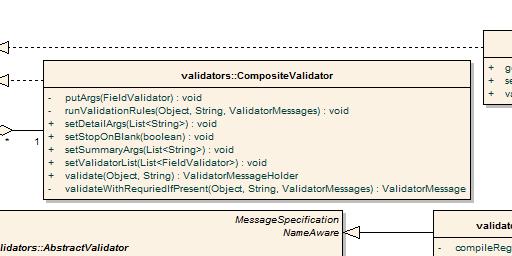 validators::CompositeValidator
- putArgs(FieldValidator) : void
- runValidationRules(Object, String, ValidatorMessages) : void
+ setDetailArgs(List<String>) : void
+ setStopOnBlank(boolean) : void
+ setSummaryArgs(List<String>) : void
+ setValidatorList(List<FieldValidator>) : void
+ validate(Object, String) : ValidatorMessageHolder
- validateWithRequriedIfPresent(Object, String, ValidatorMessages) : ValidatorMessage
+ g
+ se
+ va
* 1
MessageSpecification
NameAware
lidators::AbstractValidator
validat
- compileReg